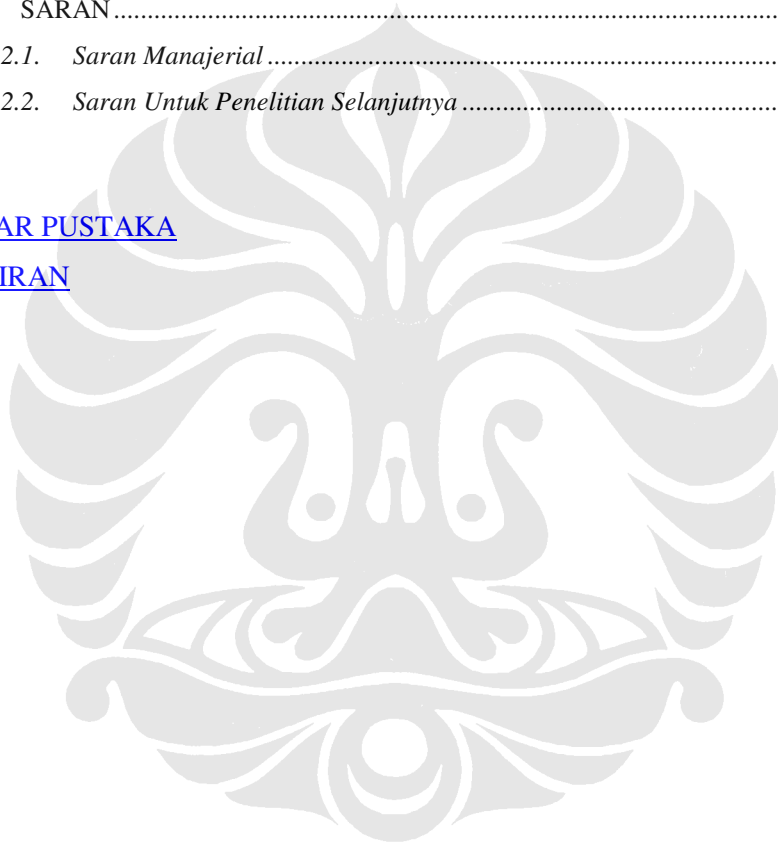 SARAN ........................................................................................................
2.1. Saran Manajerial ................................................................................
2.2. Saran Untuk Penelitian Selanjutnya ..................................................
AR PUSTAKA
IRAN